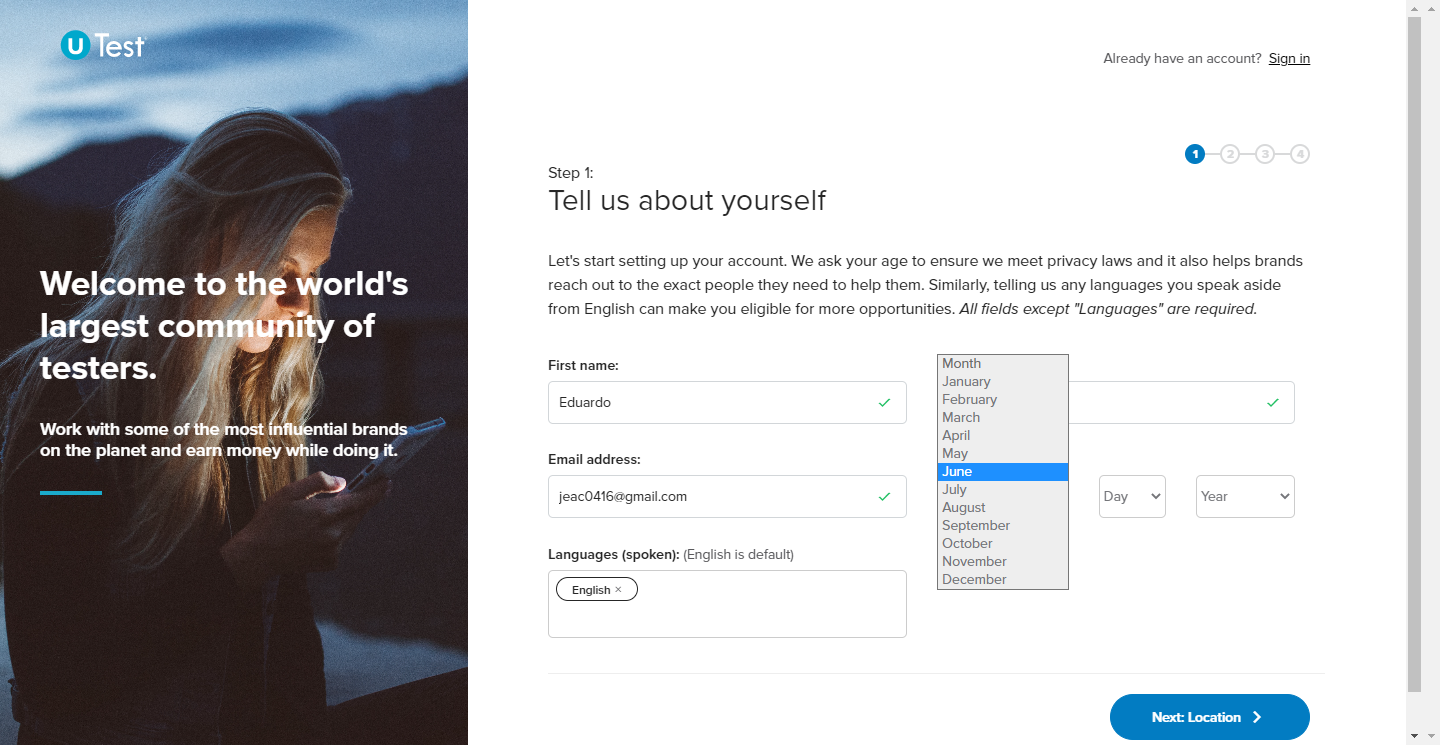 U Test
Welcome to the world's
largest community of
testers.
Work with some of the most influential brands
on the planet and earn money while doing it.
Already have an account? Sign in
1 2 3 4
Step 1:
Tell us about yourself
Let's start setting up your account. We ask your age to ensure we meet privacy laws and it also helps brands
reach out to the exact people they need to help them. Similarly, telling us any languages you speak aside
from English can make you eligible for more opportunities. All fields except "Languages" are required.
First name:
Eduardo
Email address:
jeac0416@gmail.com
Languages (spoken): (English is default)
English ×
Month
January
February
March
April
May
June
July
August
September
October
November
December
Day
Year
Next: Location